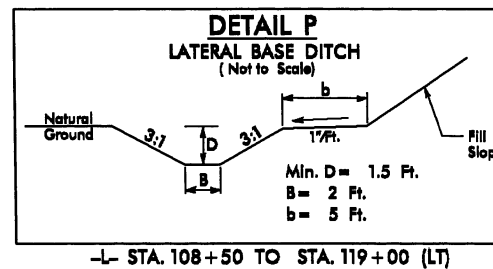 DETAIL P
LATERAL BASE DITCH
( Not to Scale)
b
Natural
Ground
3:1
D
3:1
1"/Ft.
Fill
Slop
B
Min. D= 1.5 Ft.
B= 2 Ft.
b= 5 Ft.
-L- STA. 108+50 TO STA. 119+00 (LT)